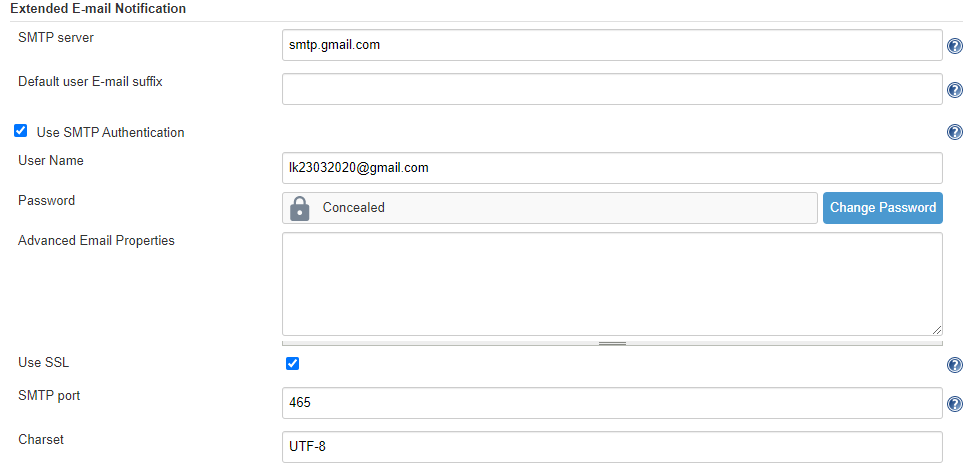 Extended E-mail Notification
SMTP server
smtp.gmail.com
Default user E-mail suffix
Use SMTP Authentication
User Name
lk23032020@gmail.com
Password
Concealed
Change Password
Advanced Email Properties
Use SSL
SMTP port
465
Charset
UTF-8